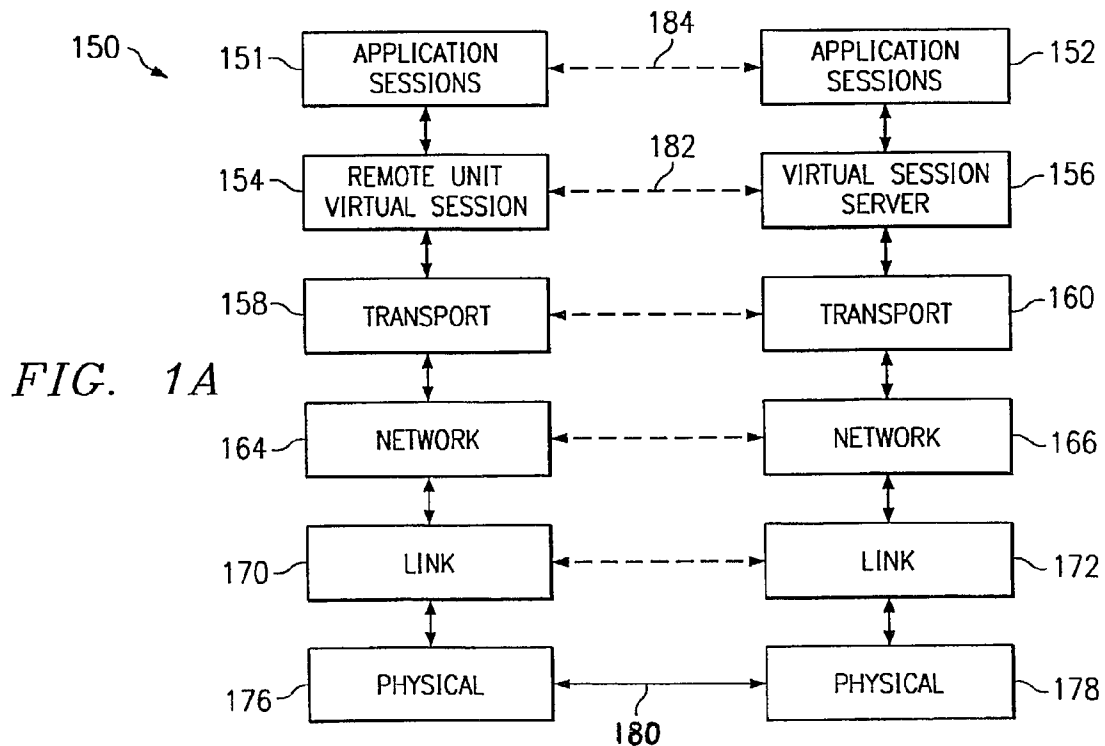 150
151
APPLICATION
SESSIONS
184
APPLICATION
SESSIONS
152
154
REMOTE UNIT
VIRTUAL SESSION
182
VIRTUAL SESSION
SERVER
156
158
TRANSPORT
TRANSPORT
160
FIG. 1A
164
NETWORK
NETWORK
166
170
LINK
LINK
172
176
PHYSICAL
180
PHYSICAL
178